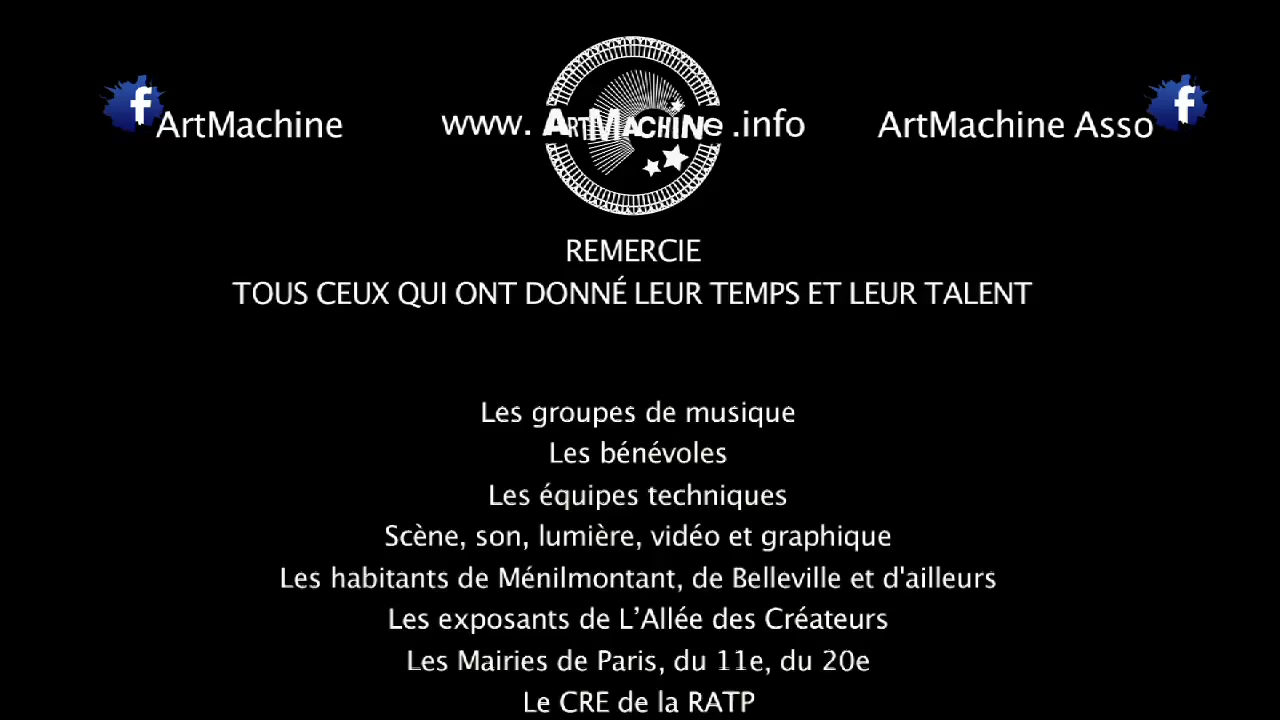 ArtMachine www. ArtMachine .info ArtMachine Asso
REMERCIE
TOUS CEUX QUI ONT DONNÉ LEUR TEMPS ET LEUR TALENT
Les groupes de musique
Les bénévoles
Les équipes techniques
Scène, son, lumière, vidéo et graphique
Les habitants de Ménilmontant, de Belleville et d'ailleurs
Les exposants de L’Allée des Créateurs
Les Mairies de Paris, du 11e, du 20e
Le CRE de la RATP